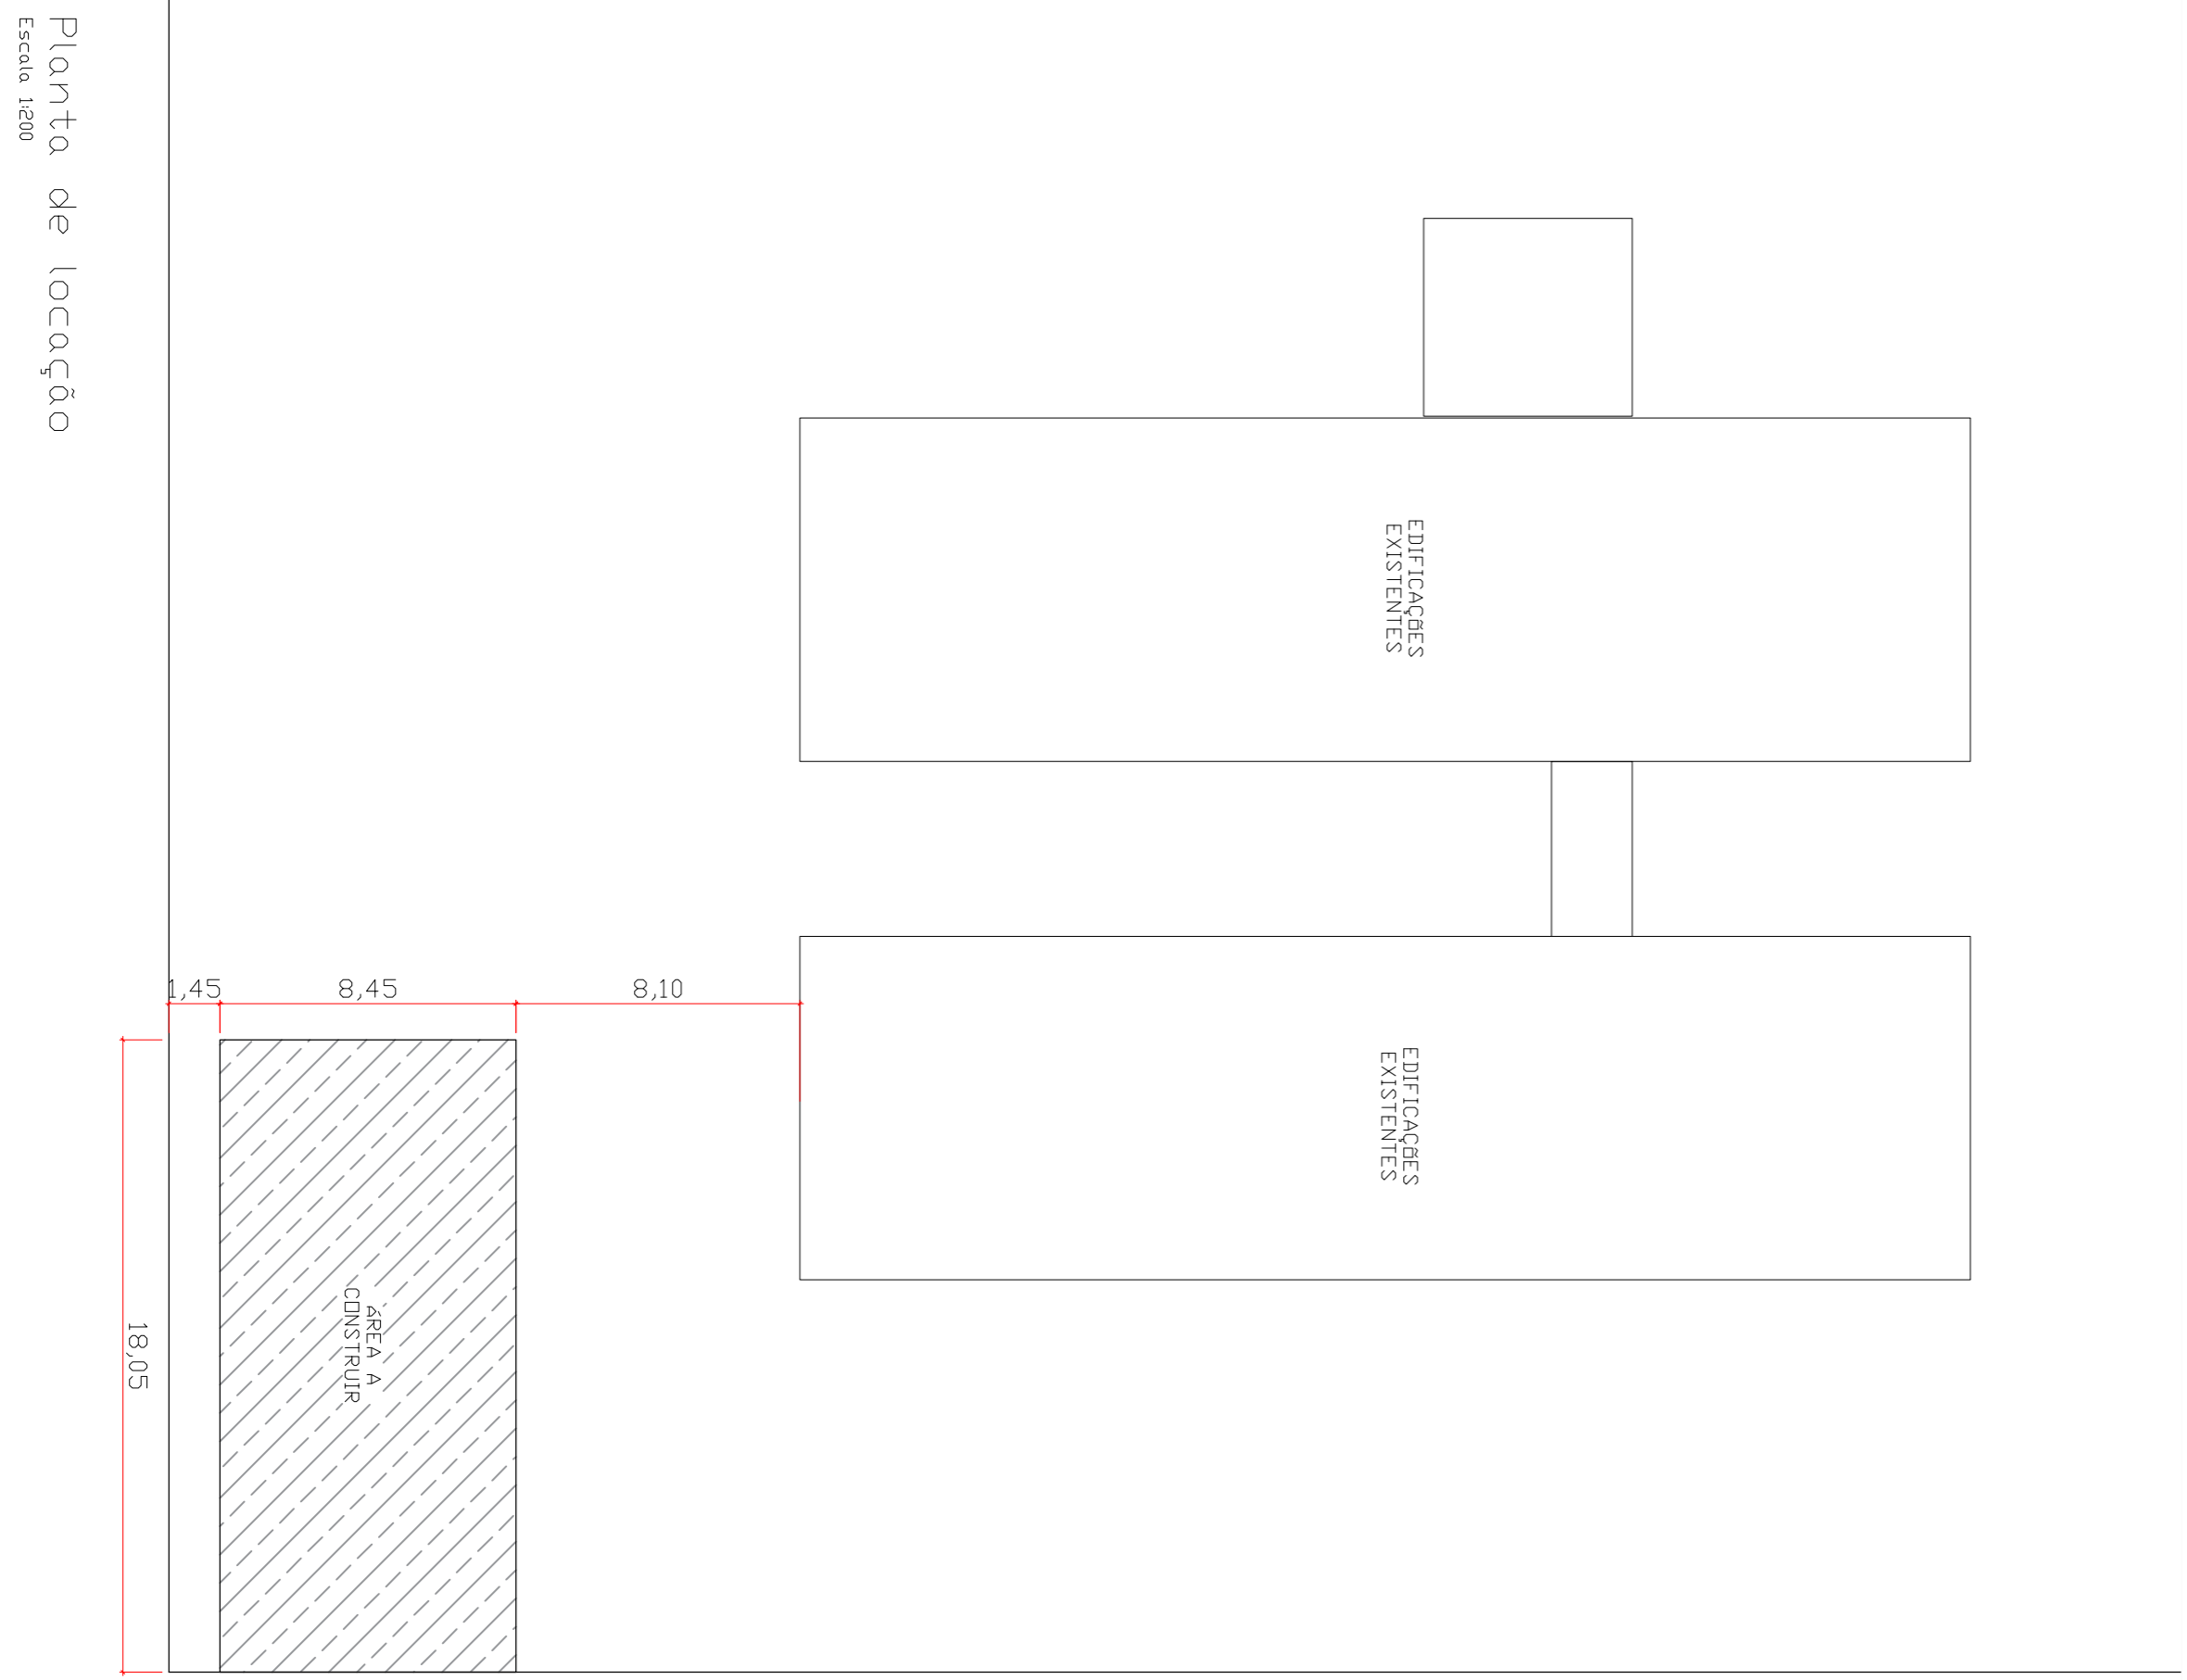 Planta de locação
Escala 1:200
EDIFICAÇÕES
EXISTENTES
EDIFICAÇÕES
EXISTENTES
1,45
8,45
8,10
ÁREA A
CONSTRUIR
18,05